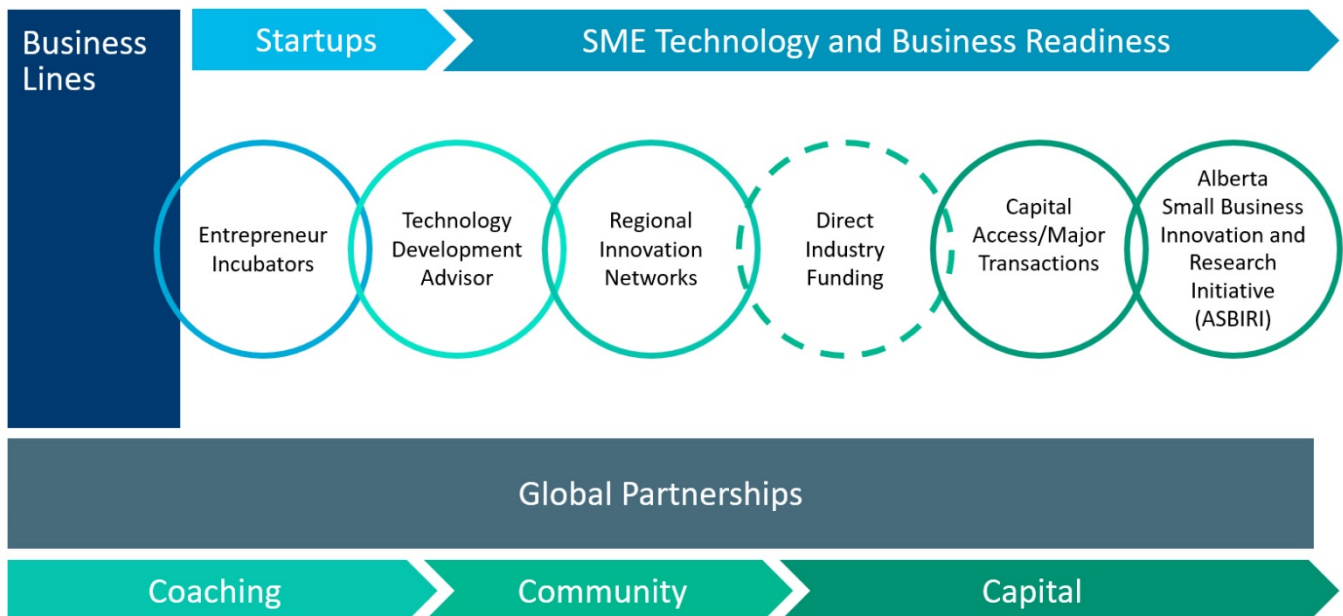 Business
Lines
Startups
SME Technology and Business Readiness
Entrepreneur
Incubators
Technology
Development
Advisor
Regional
Innovation
Networks
Direct
Industry
Funding
Capital
Access/Major
Transactions
Alberta
Small Business
Innovation and
Research
Initiative
(ASBIRI)
Global Partnerships
Coaching
Community
Capital